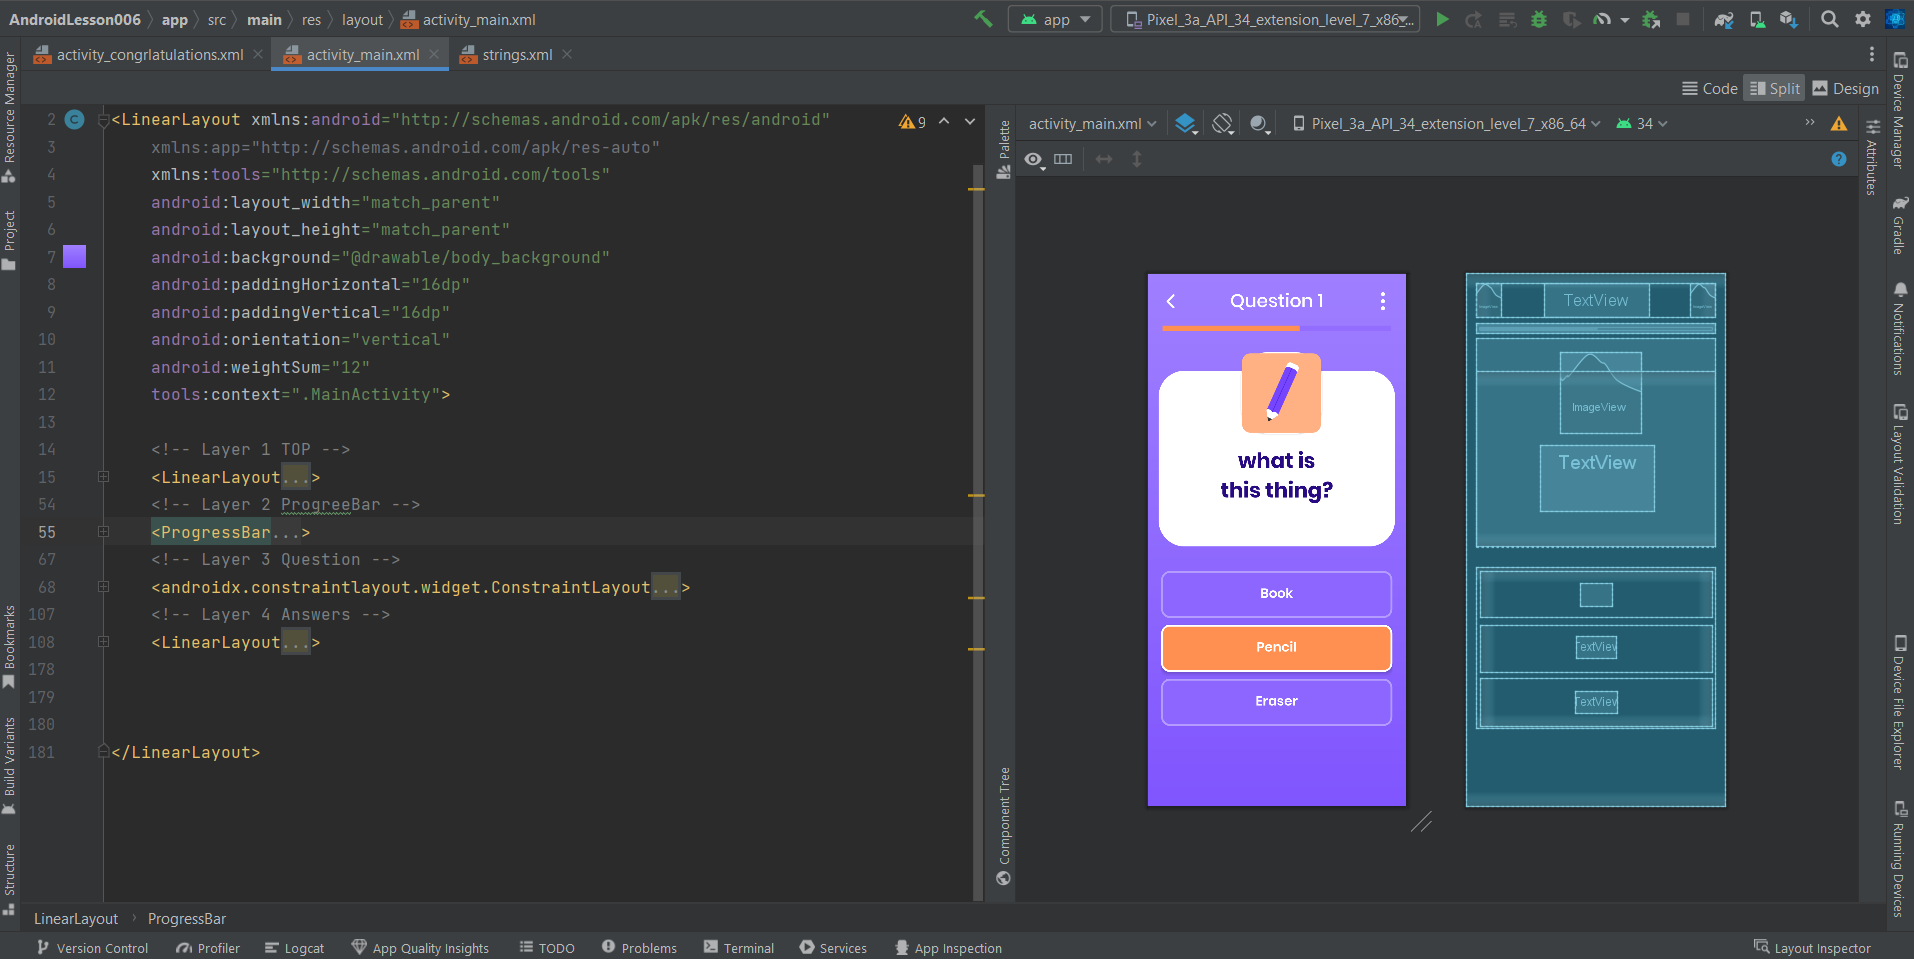 AndroidLesson006 › app › src › main › res › layout › activity_main.xml
app
Pixel_3a_API_34_extension_level_7_x86_...
activity_congrlatulations.xml
activity_main.xml
strings.xml
Code
Split
Design
2 <LinearLayout xmlns:android="http://schemas.android.com/apk/res/android"
3 xmlns:app="http://schemas.android.com/apk/res-auto"
4 xmlns:tools="http://schemas.android.com/tools"
5 android:layout_width="match_parent"
6 android:layout_height="match_parent"
7 android:background="@drawable/body_background"
8 android:paddingHorizontal="16dp"
9 android:paddingVertical="16dp"
10 android:orientation="vertical"
11 android:weightSum="12"
12 tools:context=".MainActivity">
13
14 <!-- Layer 1 TOP -->
15 <LinearLayout...>
54 <!-- Layer 2 ProgreeBar -->
55 <ProgressBar...>
67 <!-- Layer 3 Question -->
68 <androidx.constraintlayout.widget.ConstraintLayout...>
107 <!-- Layer 4 Answers -->
108 <LinearLayout...>
178
179
180
181 </LinearLayout>
9
Resource Manager
Project
Bookmarks
Build Variants
Structure
Palette
Component Tree
activity_main.xml
Pixel_3a_API_34_extension_level_7_x86_64
34
Question 1
what is
this thing?
Book
Pencil
Eraser
TextView
ImageView
TextView
TextView
TextView
Attributes
Device Manager
Gradle
Notifications
Layout Validation
Device File Explorer
Running Devices
LinearLayout › ProgressBar
Version Control
Profiler
Logcat
App Quality Insights
TODO
Problems
Terminal
Services
App Inspection
Layout Inspector